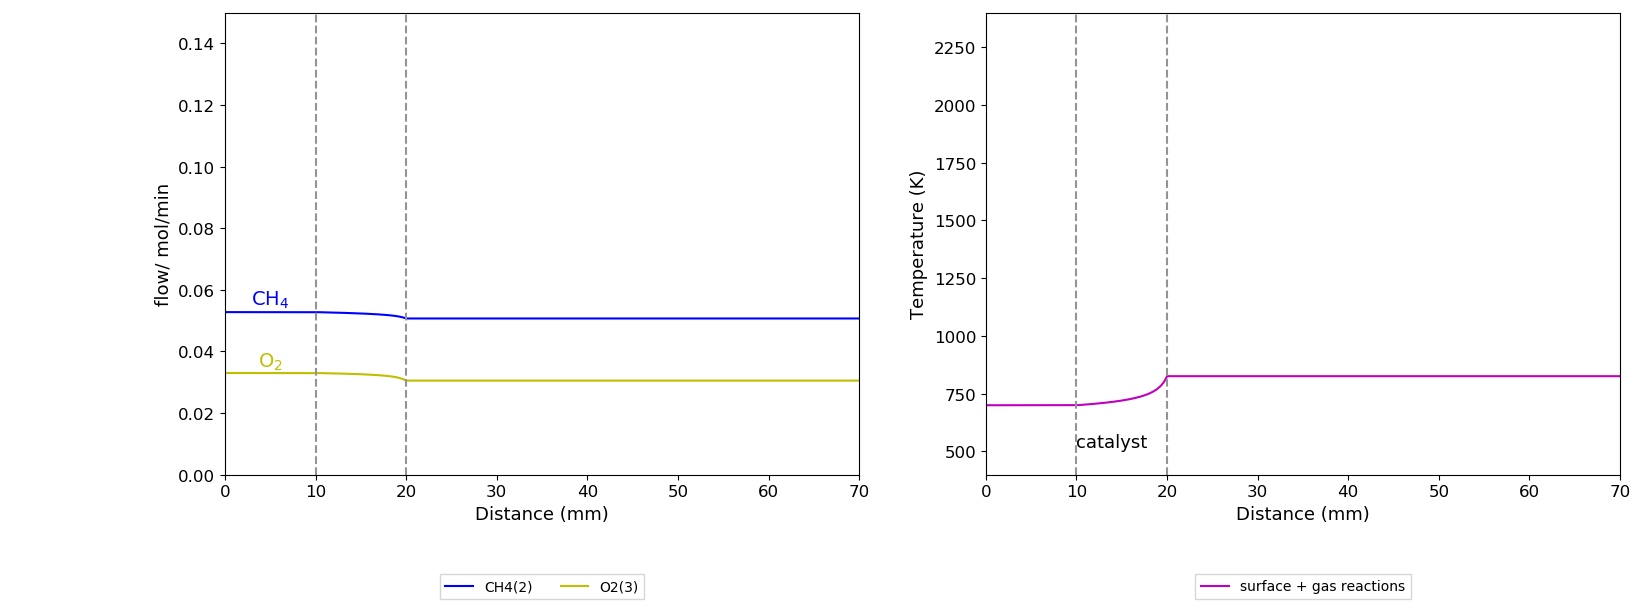 0.14
0.12
0.10
0.08
0.06
0.04
0.02
0.00
flow/ mol/min
CH₄
O₂
0 10 20 30 40 50 60 70
Distance (mm)
CH4(2) O2(3)
2250
2000
1750
1500
1250
1000
750
500
Temperature (K)
catalyst
0 10 20 30 40 50 60 70
Distance (mm)
surface + gas reactions